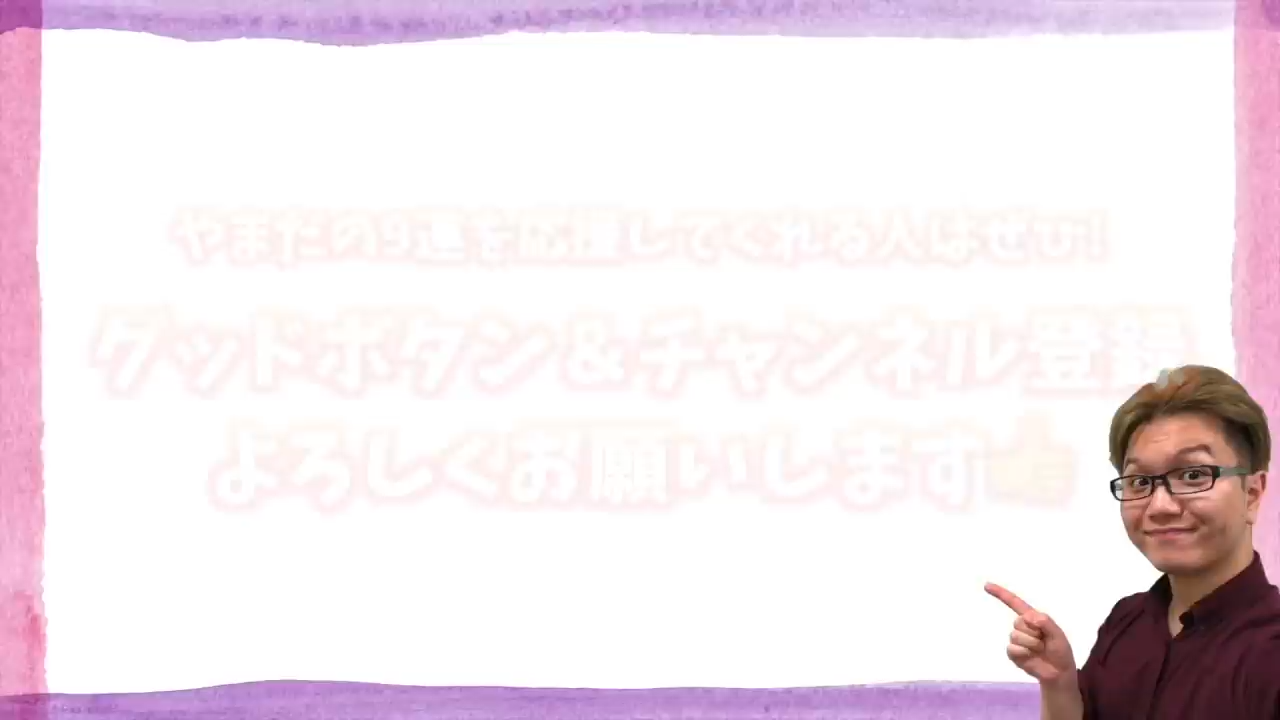 やまだの9運を応援してくれる人はぜひ！
グッドボタン＆チャンネル登録
よろしくお願いします👍